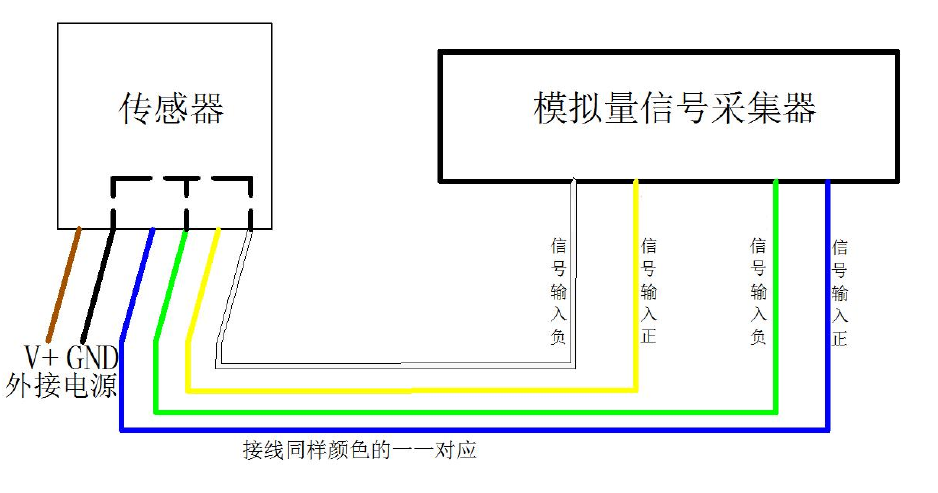 传感器
模拟量信号采集器
信号输入负
信号输入正
信号输入负
信号输入正
V+ GND
外接电源
接线同样颜色的一一对应